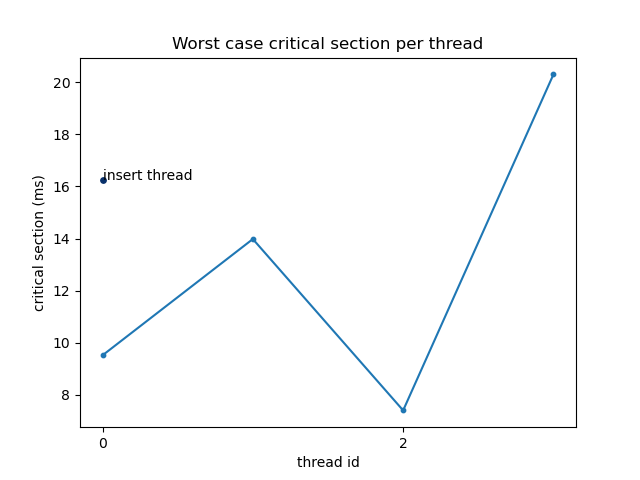 Worst case critical section per thread
critical section (ms)
20
18
16
14
12
10
8
insert thread
0
2
thread id